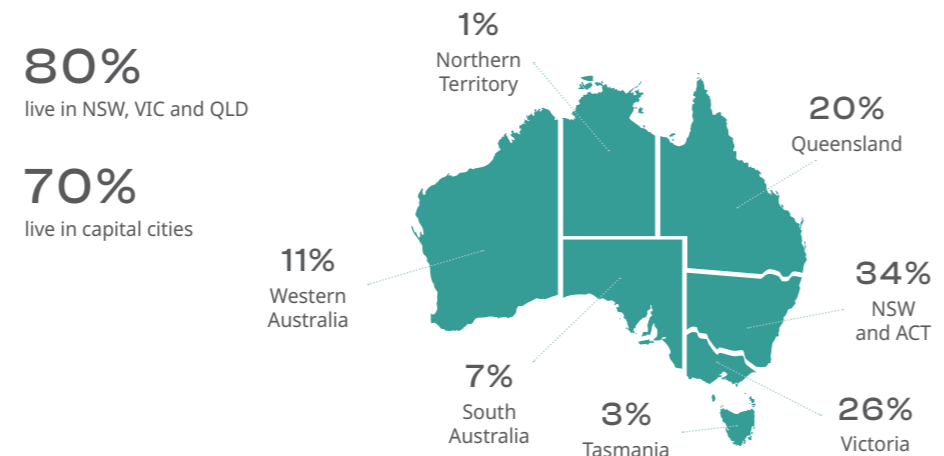 80%
live in NSW, VIC and QLD
70%
live in capital cities
1%
Northern
Territory
20%
Queensland
11%
Western
Australia
34%
NSW
and ACT
7%
South
Australia
3%
Tasmania
26%
Victoria